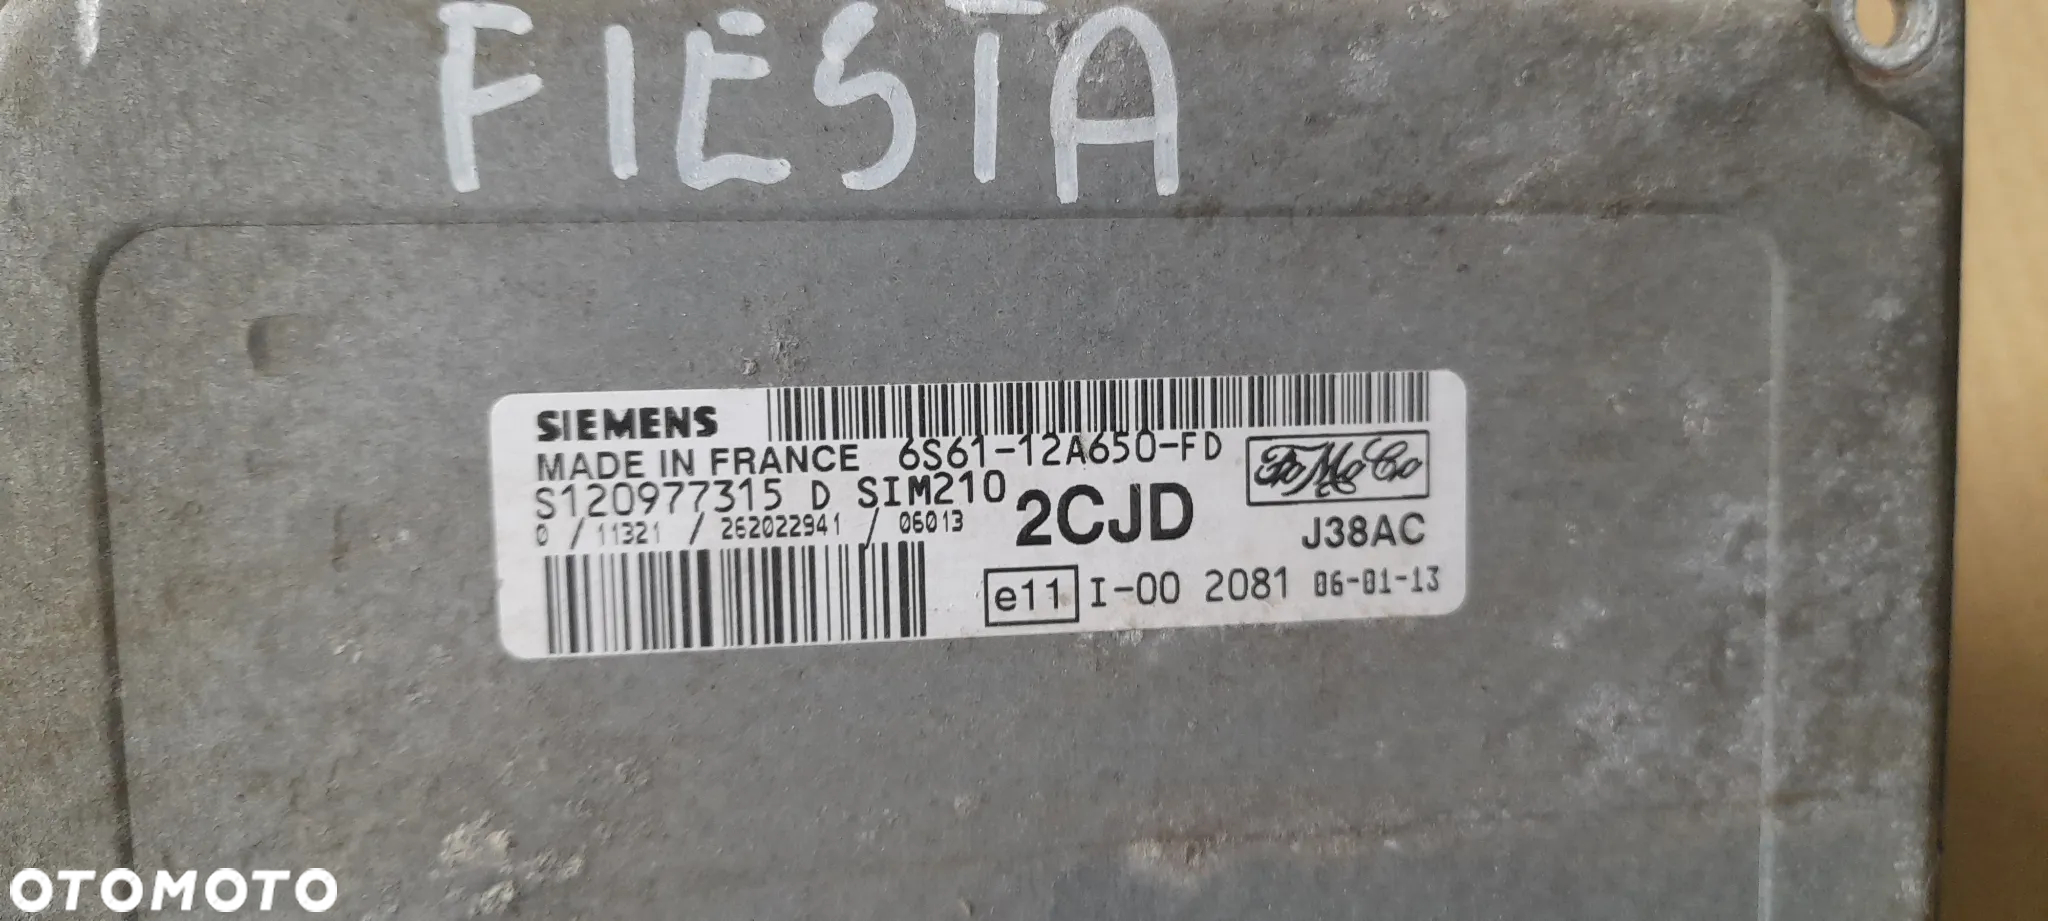 FIESTA
SIEMENS
MADE IN FRANCE 6S61-12A650-FD
FoMoCo
S120977315 D SIM210
2CJD
0 / 11321 / 262022941 / 06013
J38AC
e11 I-00 2081 06-01-13
OTOMOTO